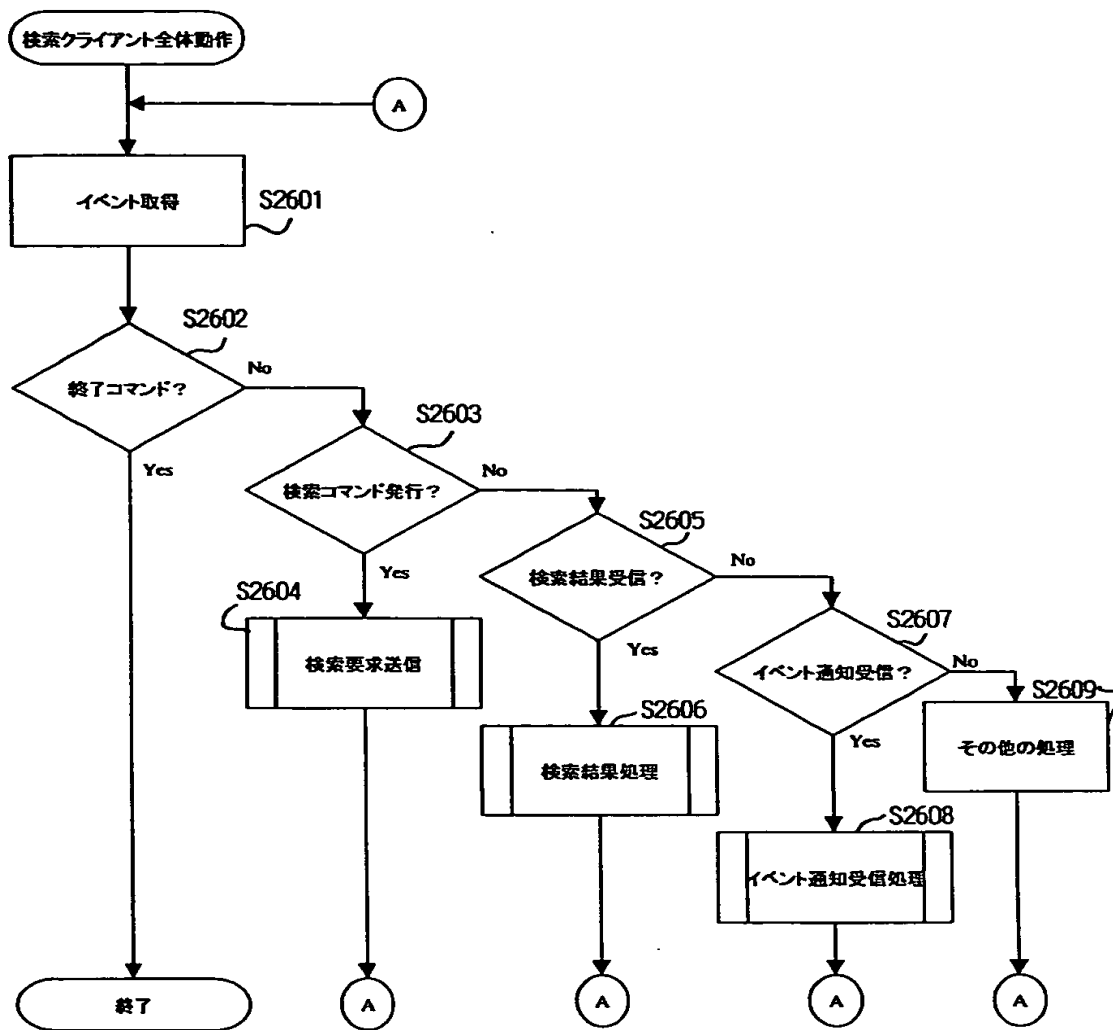 検索クライアント全体動作
A
イベント取得
S2601
S2602
終了コマンド?
No
Yes
S2603
検索コマンド発行?
No
Yes
S2604
検索要求送信
S2605
検索結果受信?
No
Yes
S2606
検索結果処理
S2607
イベント通知受信?
No
Yes
S2609
その他の処理
S2608
イベント通知受信処理
終了
A
A
A
A